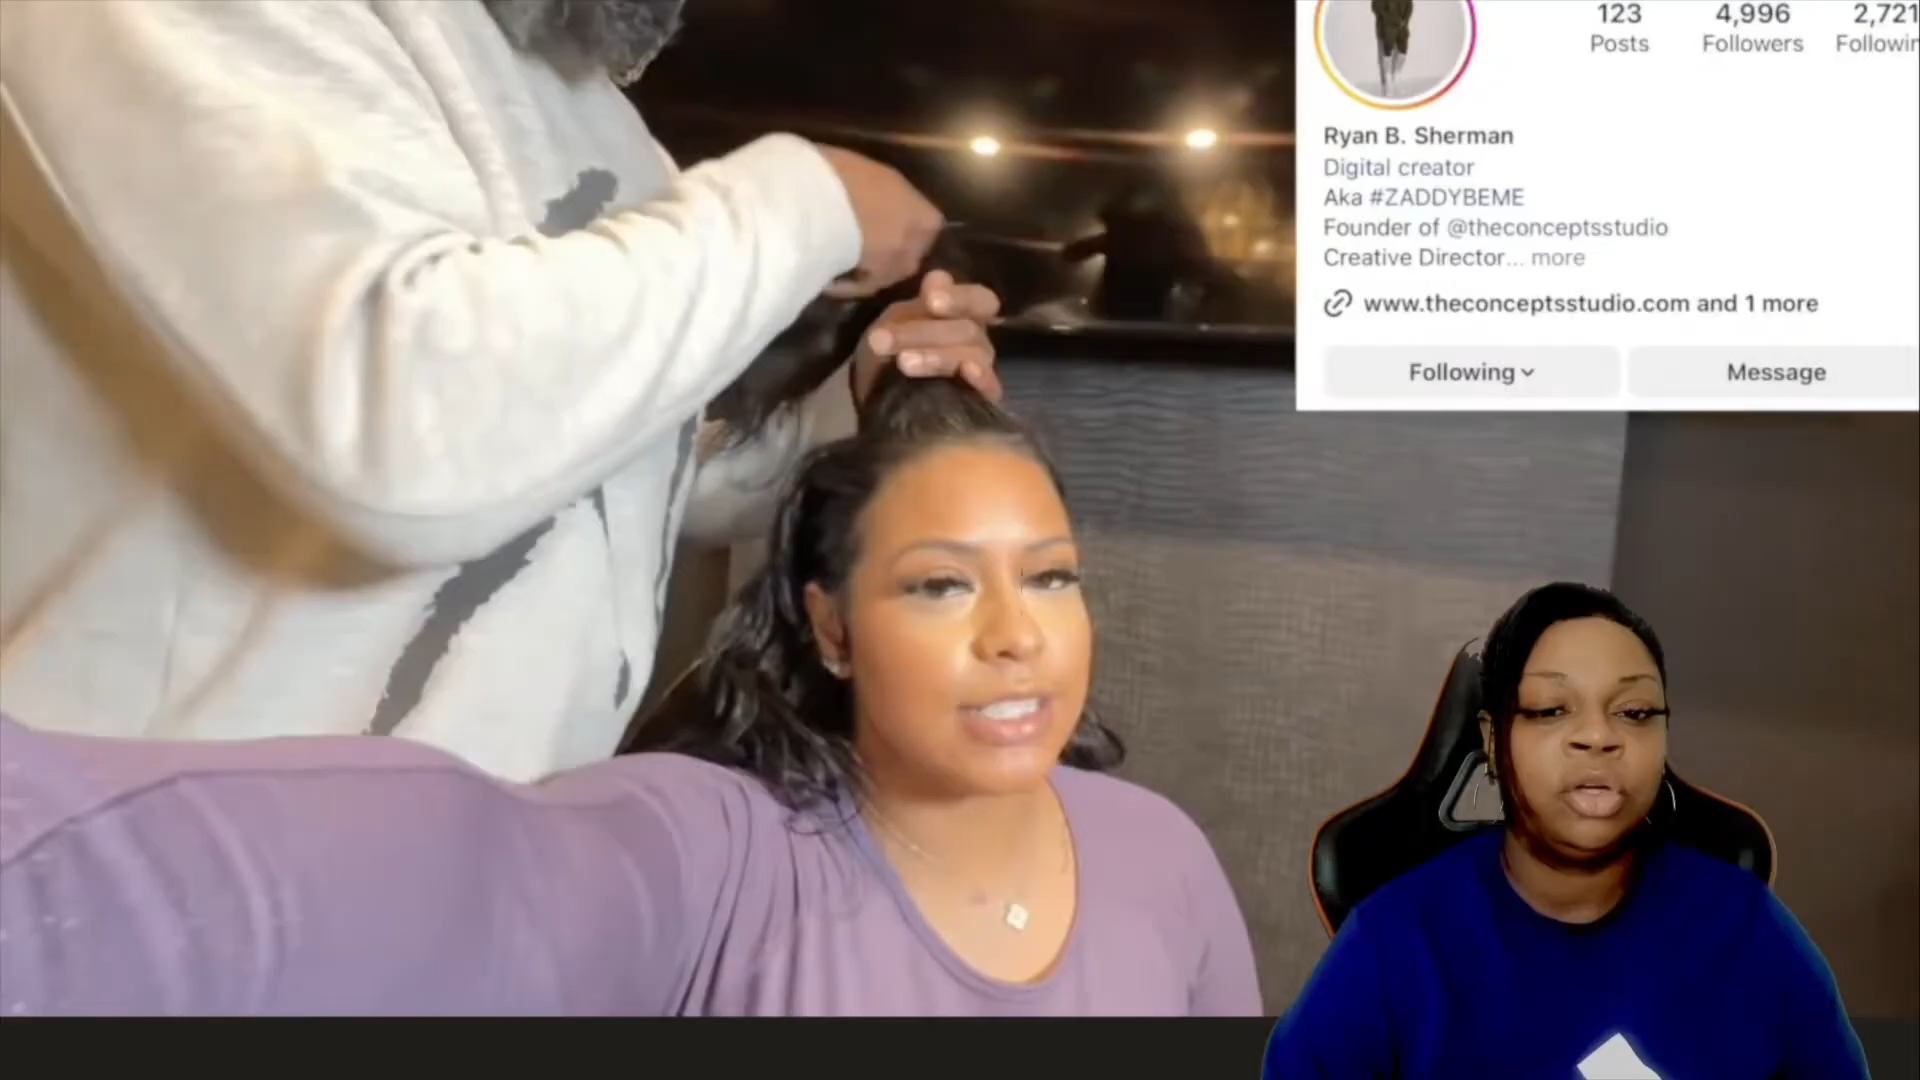 123
4,996
2,721
Posts
Followers
Followin
Ryan B. Sherman
Digital creator
Aka #ZADDYBEME
Founder of @theconceptsstudio
Creative Director... more
www.theconceptsstudio.com and 1 more
Following
Message